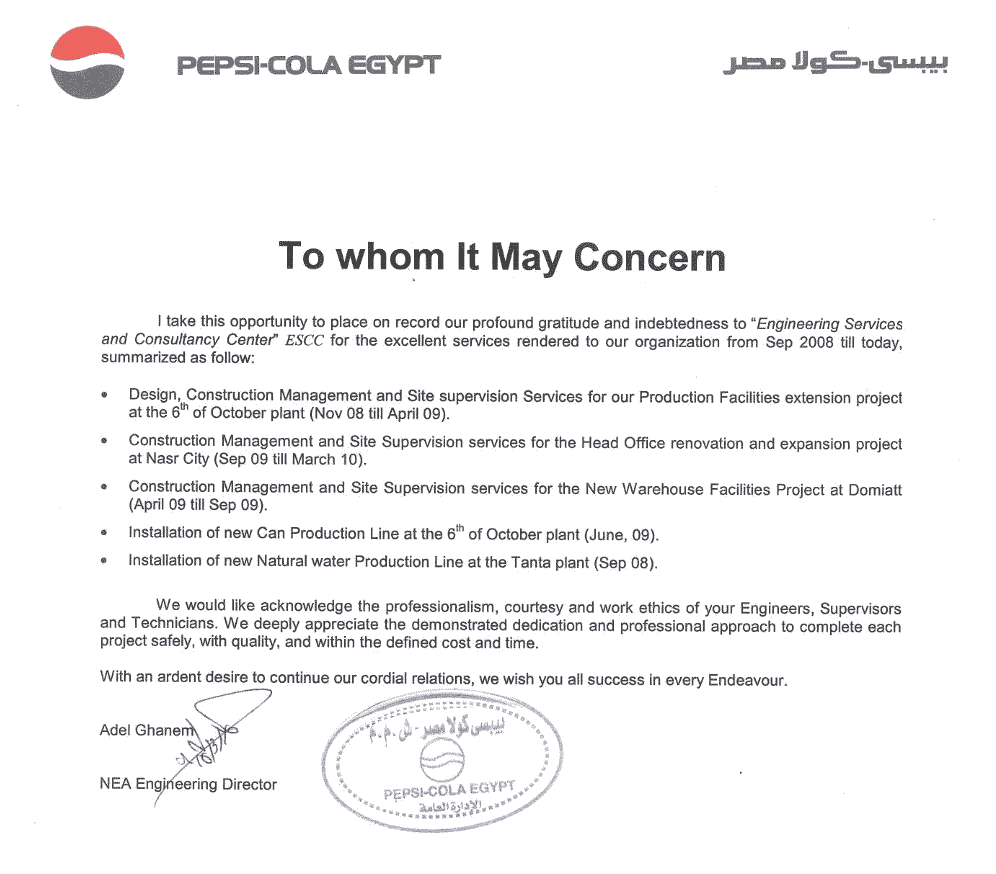 PEPSI-COLA EGYPT
بيبسى-كولا مصر
To whom It May Concern
I take this opportunity to place on record our profound gratitude and indebtedness to "Engineering Services
and Consultancy Center" ESCC for the excellent services rendered to our organization from Sep 2008 till today,
summarized as follow:
• Design, Construction Management and Site supervision Services for our Production Facilities extension project
at the 6th of October plant (Nov 08 till April 09).
• Construction Management and Site Supervision services for the Head Office renovation and expansion project
at Nasr City (Sep 09 till March 10).
• Construction Management and Site Supervision services for the New Warehouse Facilities Project at Domiatt
(April 09 till Sep 09).
• Installation of new Can Production Line at the 6th of October plant (June, 09).
• Installation of new Natural water Production Line at the Tanta plant (Sep 08).
We would like acknowledge the professionalism, courtesy and work ethics of your Engineers, Supervisors
and Technicians. We deeply appreciate the demonstrated dedication and professional approach to complete each
project safely, with quality, and within the defined cost and time.
With an ardent desire to continue our cordial relations, we wish you all success in every Endeavour.
Adel Ghanem
NEA Engineering Director
بيبسى كولا مصر - ش.م.م
PEPSI-COLA EGYPT
الإدارة العامة